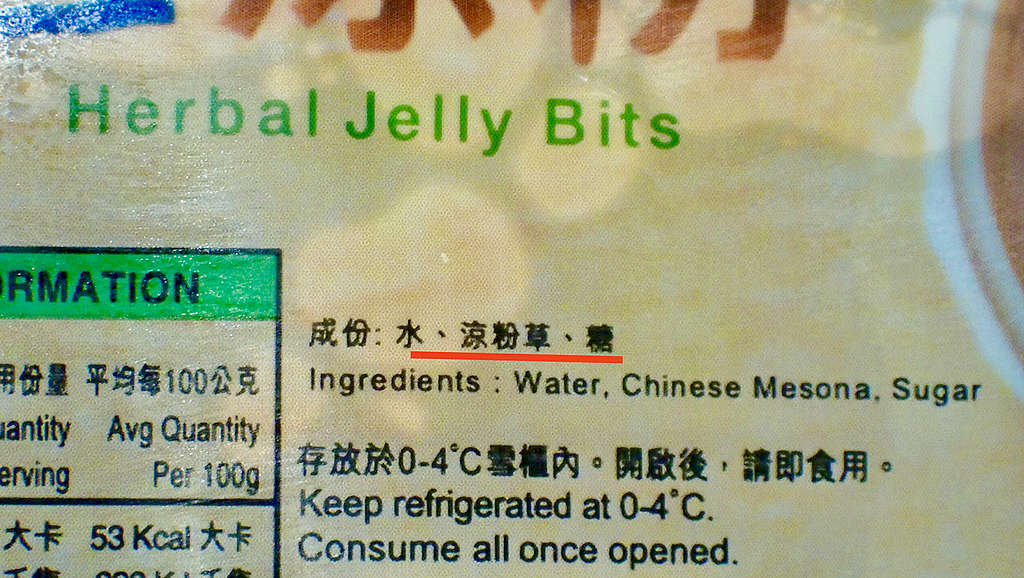 Herbal Jelly Bits
成份: 水、涼粉草、糖
Ingredients : Water, Chinese Mesona, Sugar
存放於0-4°C雪櫃內。開啟後，請即食用。
Keep refrigerated at 0-4°C.
Consume all once opened.
RMATION
用份量 平均每100公克
uantity Avg Quantity
erving Per 100g
大卡 53 Kcal 大卡